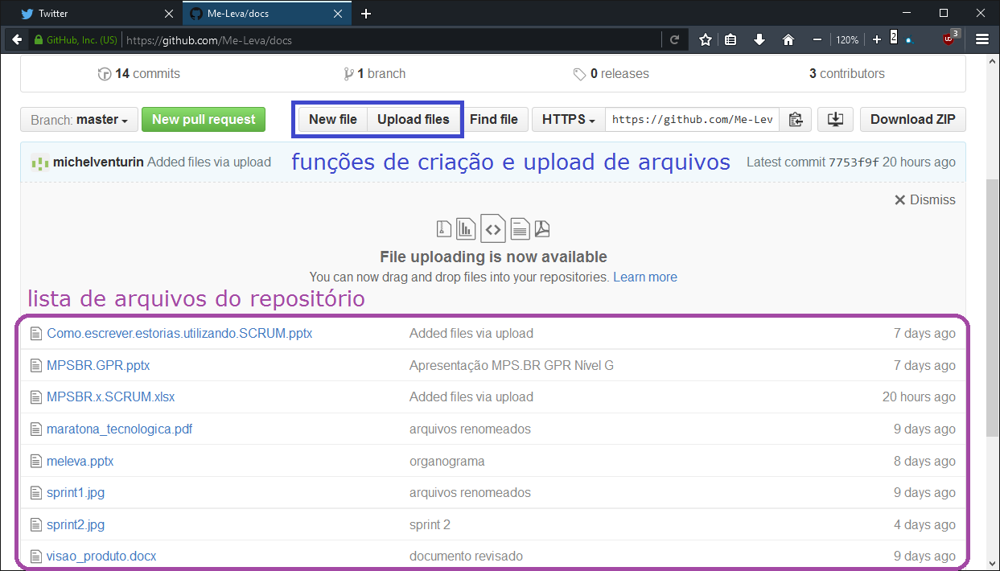 Twitter
Me-Leva/docs
GitHub, Inc. (US) https://github.com/Me-Leva/docs 120% 2 3
14 commits 1 branch 0 releases 3 contributors
Branch: master New pull request New file Upload files Find file HTTPS https://github.com/Me-Lev Download ZIP
michelventurin Added files via upload funções de criação e upload de arquivos Latest commit 7753f9f 20 hours ago
Dismiss
File uploading is now available
You can now drag and drop files into your repositories. Learn more
lista de arquivos do repositório
Como.escrever.estorias.utilizando.SCRUM.pptx Added files via upload 7 days ago
MPSBR.GPR.pptx Apresentação MPS.BR GPR Nível G 7 days ago
MPSBR.x.SCRUM.xlsx Added files via upload 20 hours ago
maratona_tecnologica.pdf arquivos renomeados 9 days ago
meleva.pptx organograma 8 days ago
sprint1.jpg arquivos renomeados 9 days ago
sprint2.jpg sprint 2 4 days ago
visao_produto.docx documento revisado 9 days ago